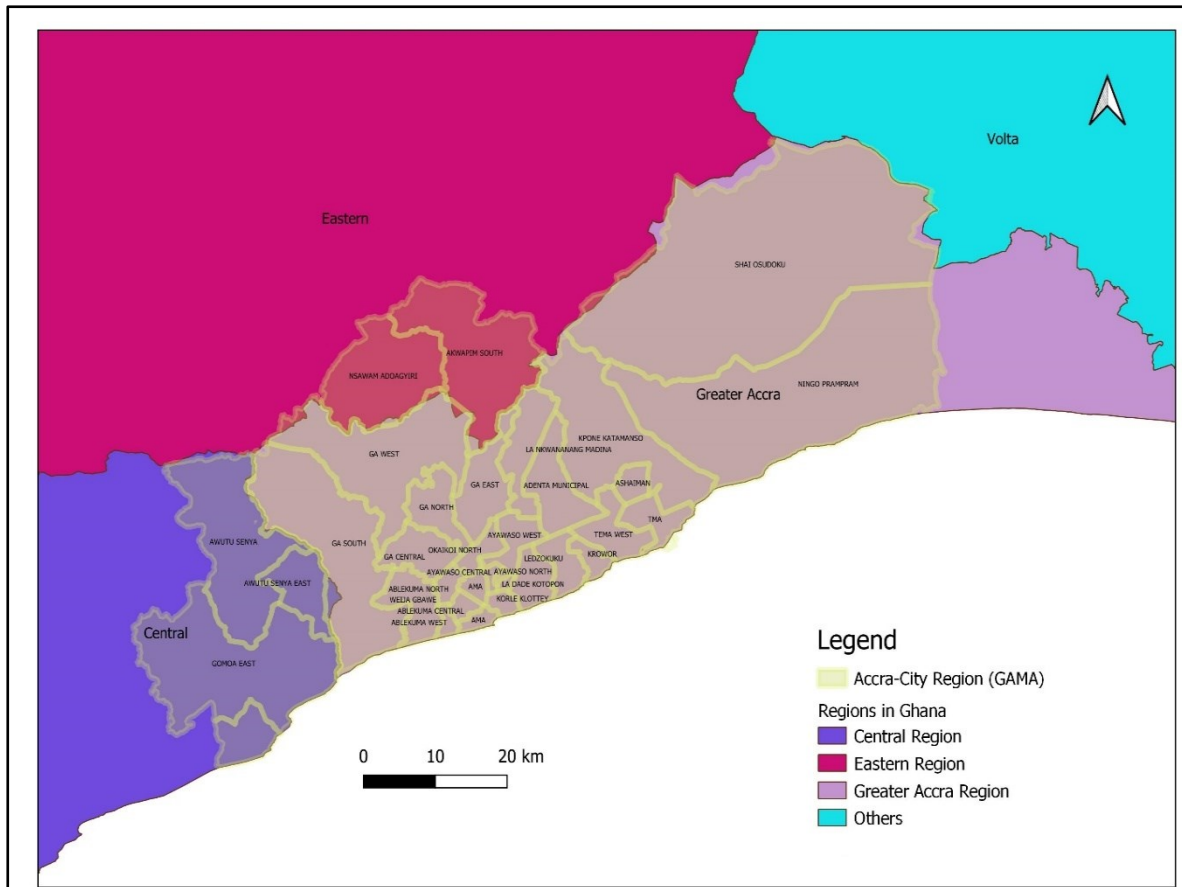 Volta
Eastern
SHAI OSUDOKU
AKWAPIM SOUTH
NSAWAM ADOAGYIRI
NINGO PRAMPRAM
Greater Accra
KPONE KATAMANSO
LA NKWANANANG MADINA
GA WEST
GA EAST
ADENTA MUNICIPAL
ASHAIMAN
GA NORTH
TMA
AYAWASO WEST
TEMA WEST
AWUTU SENYA
GA SOUTH
OKAIKOI NORTH
KROWOR
GA CENTRAL
LEDZOKUKU
AYAWASO CENTRAL
AYAWASO NORTH
AWUTU SENYA EAST
LA DADE KOTOPON
ABLEKUMA NORTH
AMA
WEIJA GBAWE
KORLE KLOTTEY
ABLEKUMA CENTRAL
ABLEKUMA WEST
AMA
Central
GOMOA EAST
0 10 20 km
Legend
Accra-City Region (GAMA)
Regions in Ghana
Central Region
Eastern Region
Greater Accra Region
Others